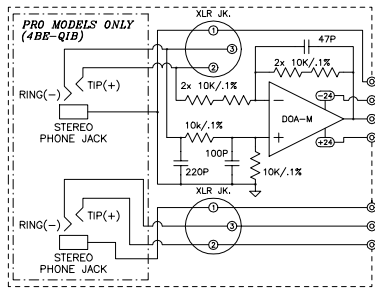 PRO MODELS ONLY
(4BE-QIB)
XLR JK.
1
3
2
RING(-)
TIP(+)
STEREO
PHONE JACK
47P
2x 10K/.1%
2x 10K/.1%
-24
DOA-M
+24
10k/.1%
100P
220P
10K/.1%
XLR JK.
1
3
2
RING(-)
TIP(+)
STEREO
PHONE JACK